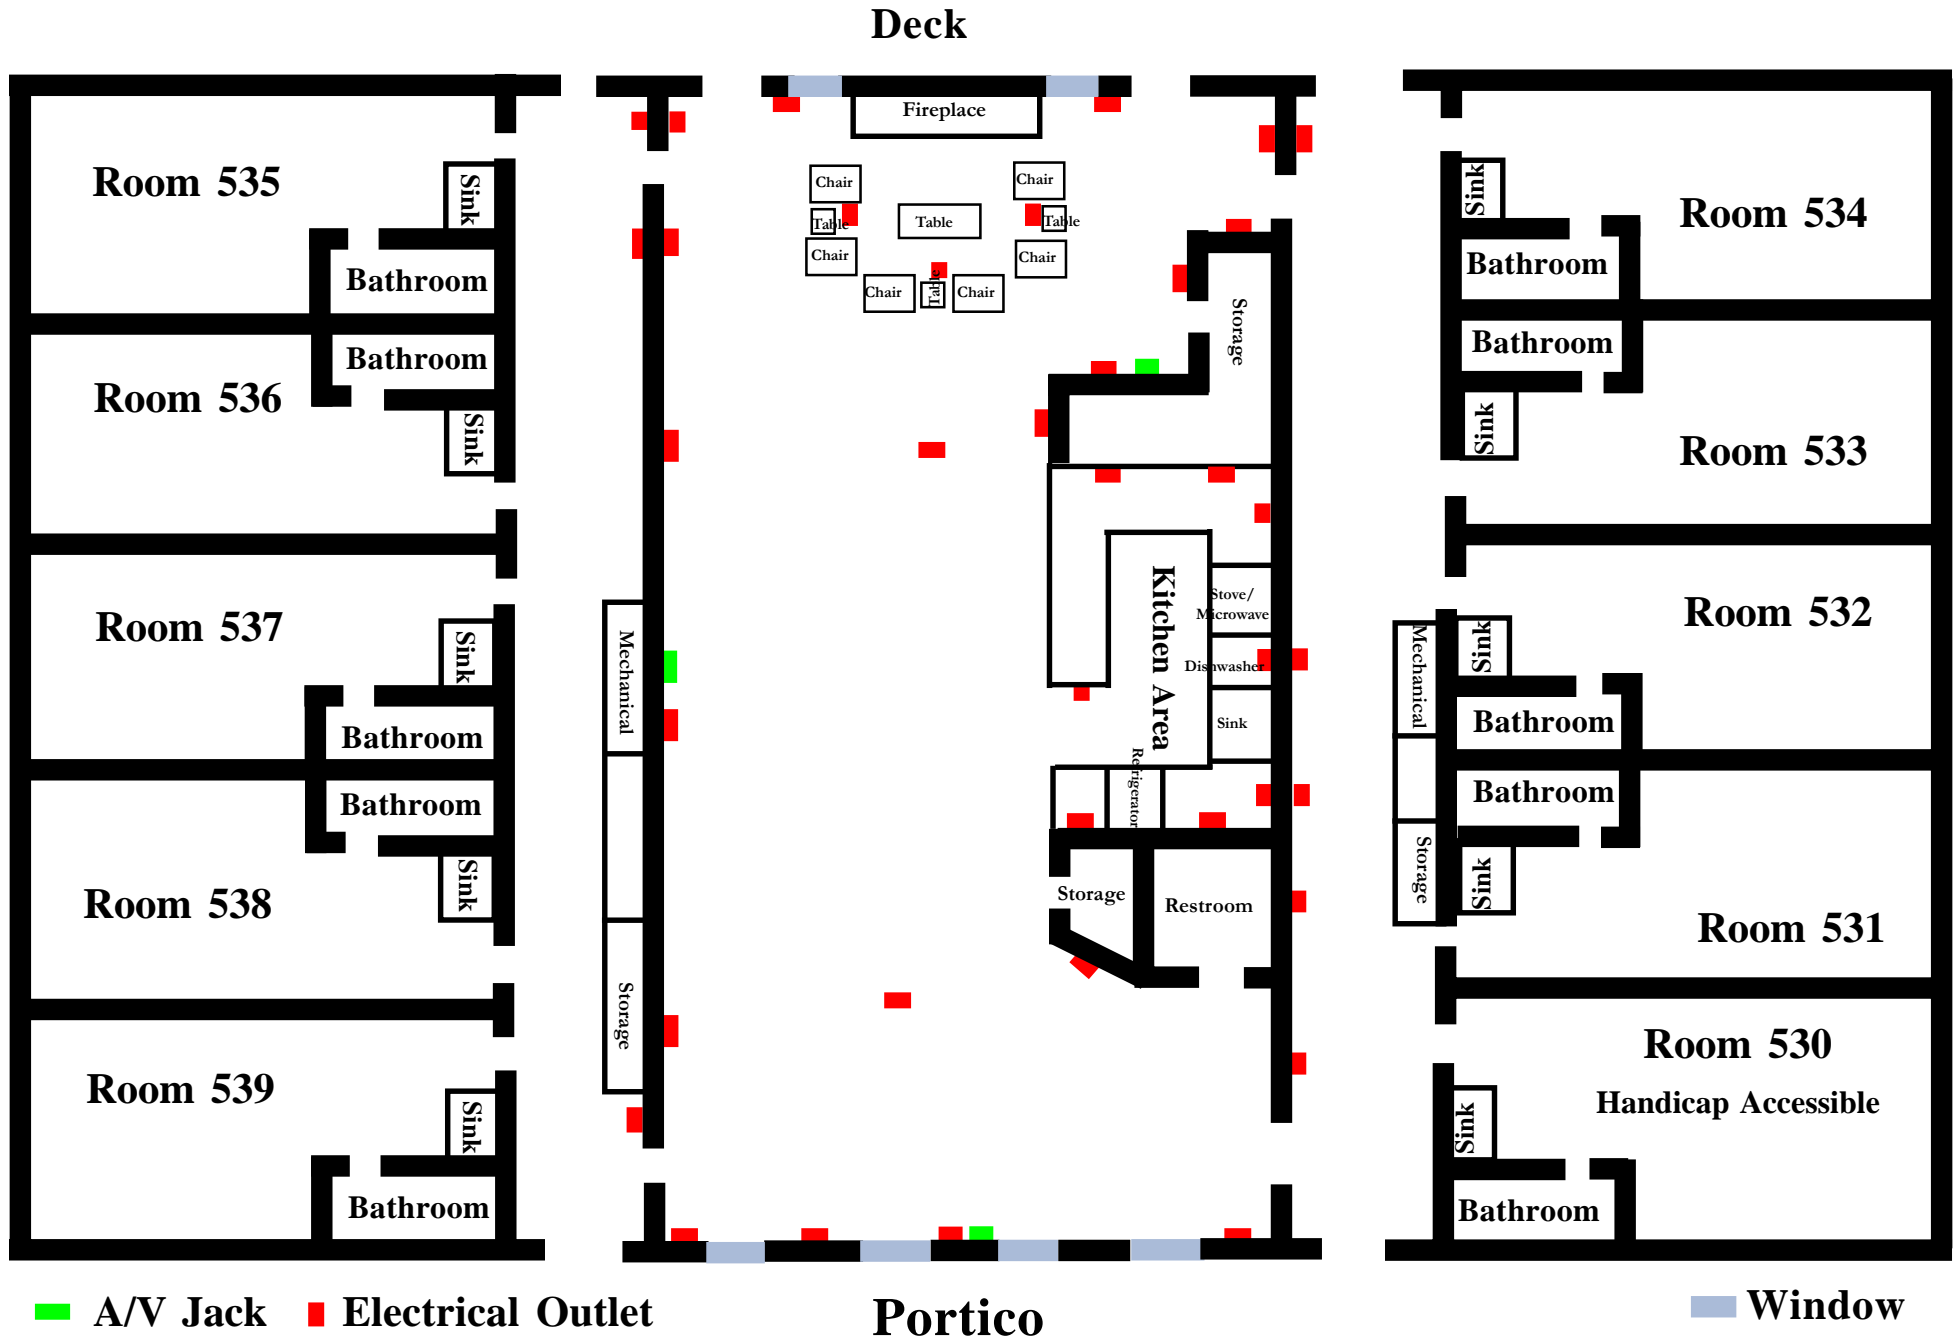 Deck
Fireplace
Room 535
Sink
Bathroom
Bathroom
Room 536
Sink
Room 537
Sink
Bathroom
Bathroom
Room 538
Sink
Room 539
Sink
Bathroom
Mechanical
Storage
Chair
Table
Chair
Chair
Table
Chair
Table
Chair
Table
Chair
Storage
Kitchen Area
Stove/
Microwave
Dishwasher
Sink
Refrigerator
Storage
Restroom
Sink
Room 534
Bathroom
Bathroom
Sink
Room 533
Mechanical
Sink
Room 532
Bathroom
Bathroom
Storage
Sink
Room 531
Room 530
Handicap Accessible
Sink
Bathroom
A/V Jack
Electrical Outlet
Portico
Window